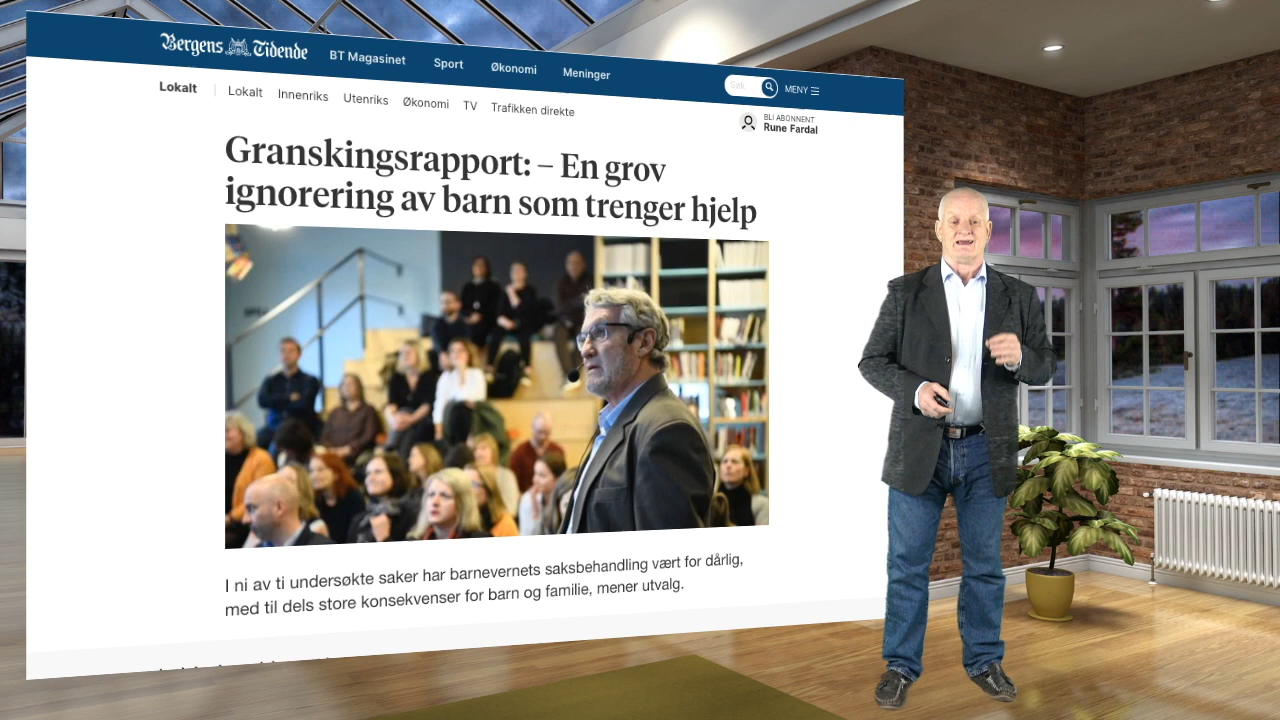 Bergens Tidende
BT Magasinet Sport Økonomi Meninger
Søk
MENY
Lokalt | Lokalt Innenriks Utenriks Økonomi TV Trafikken direkte
BLI ABONNENT
Rune Fardal
Granskingsrapport: – En grov
ignorering av barn som trenger hjelp
I ni av ti undersøkte saker har barnevernets saksbehandling vært for dårlig,
med til dels store konsekvenser for barn og familie, mener utvalg.